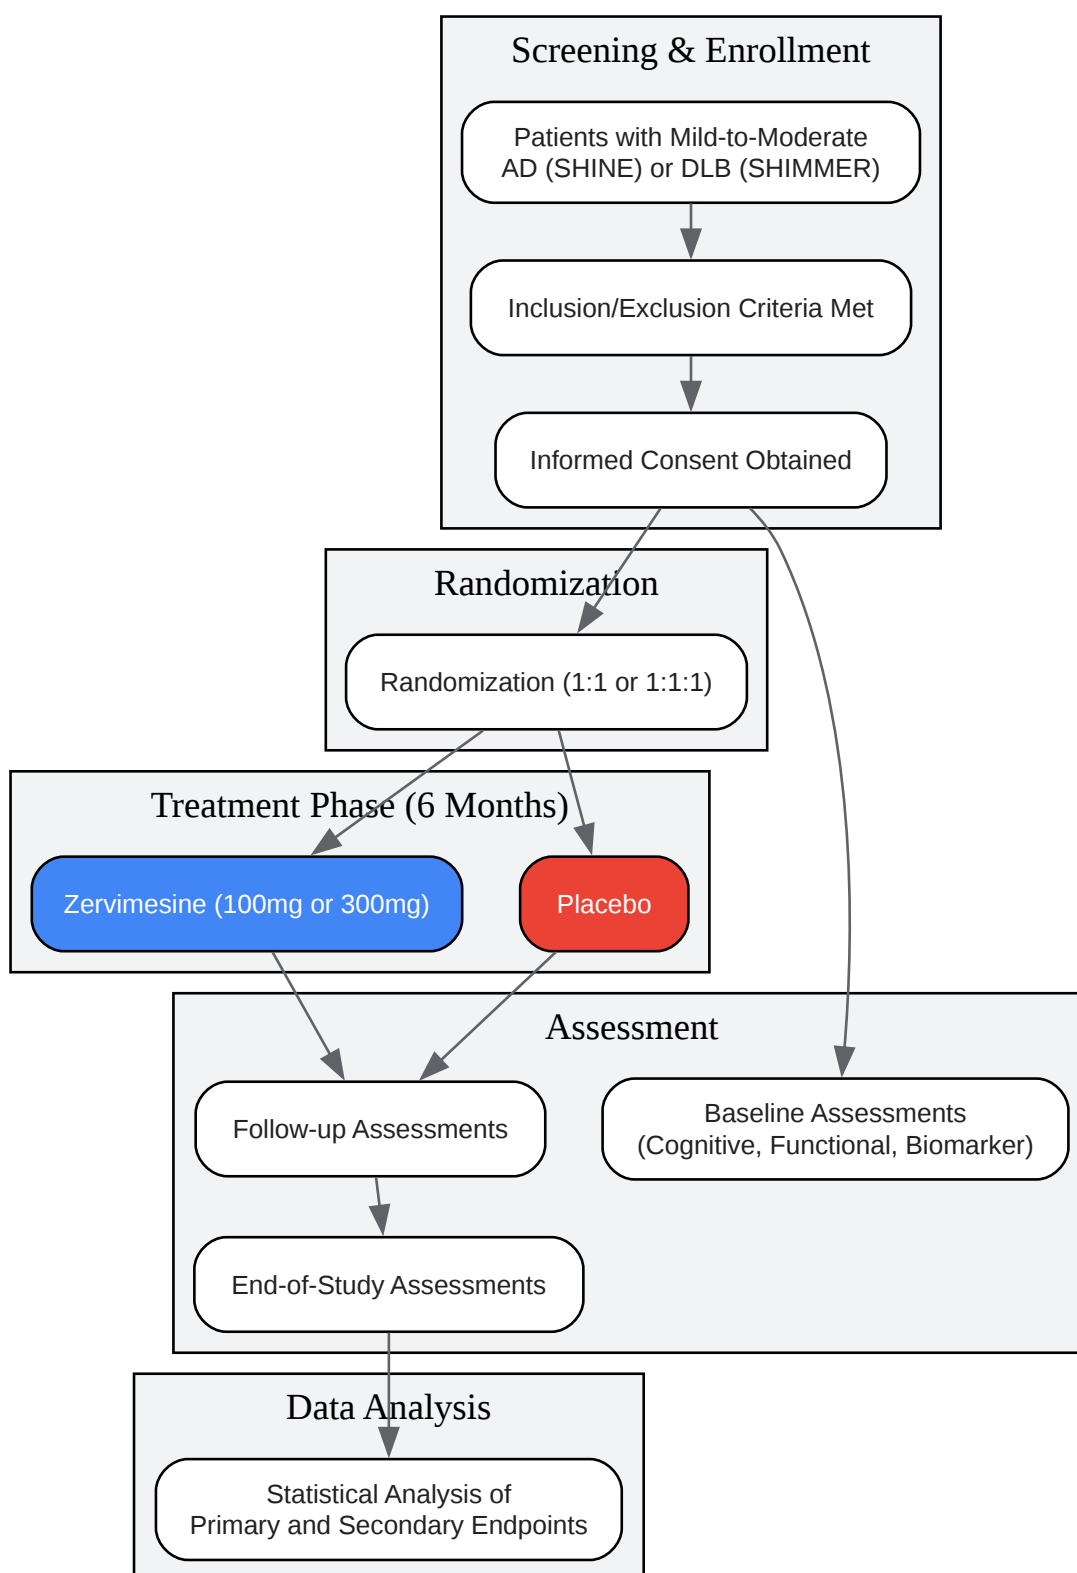 Screening & Enrollment
Patients with Mild-to-Moderate
AD (SHINE) or DLB (SHIMMER)
Inclusion/Exclusion Criteria Met
Informed Consent Obtained
Randomization
Randomization (1:1 or 1:1:1)
Treatment Phase (6 Months)
Zervimesine (100mg or 300mg)
Placebo
Assessment
Follow-up Assessments
Baseline Assessments
(Cognitive, Functional, Biomarker)
End-of-Study Assessments
Data Analysis
Statistical Analysis of
Primary and Secondary Endpoints